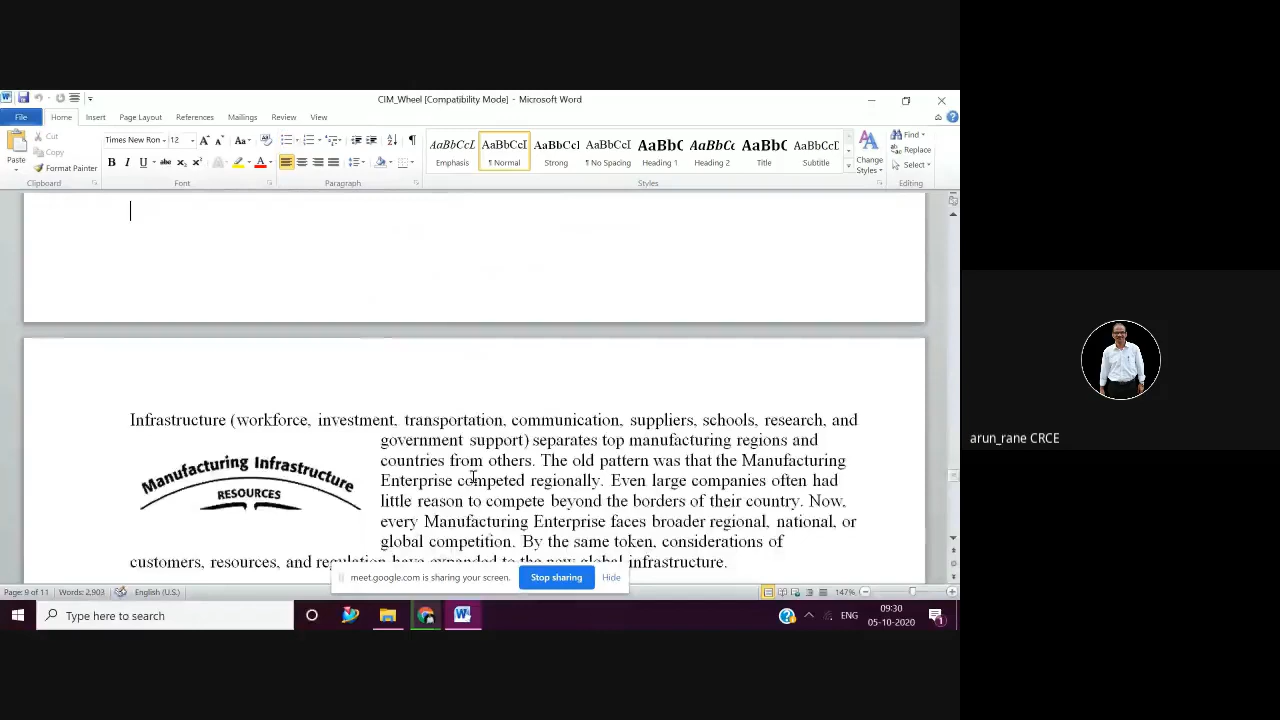 CIM_Wheel [Compatibility Mode] - Microsoft Word
File Home Insert Page Layout References Mailings Review View
Cut
Copy
Format Painter
Paste
Clipboard
Times New Ron 12
Font
Paragraph
AaBbCcL AaBbCcI AaBbCcI AaBbCcI AaBbC AaBbCc AaBbC AaBbCcI
Emphasis ¶ Normal Strong ¶ No Spacing Heading 1 Heading 2 Title Subtitle
Styles
Change
Styles
Find
Replace
Select
Editing
Infrastructure (workforce, investment, transportation, communication, suppliers, schools, research, and
government support) separates top manufacturing regions and
countries from others. The old pattern was that the Manufacturing
Enterprise competed regionally. Even large companies often had
little reason to compete beyond the borders of their country. Now,
every Manufacturing Enterprise faces broader regional, national, or
global competition. By the same token, considerations of
customers, resources, and regulation have expanded to the new global infrastructure.
Manufacturing Infrastructure
RESOURCES
meet.google.com is sharing your screen. Stop sharing Hide
Page: 9 of 11 Words: 2,903 English (U.S.) 147%
Type here to search
ENG
09:30
05-10-2020
1
arun_rane CRCE